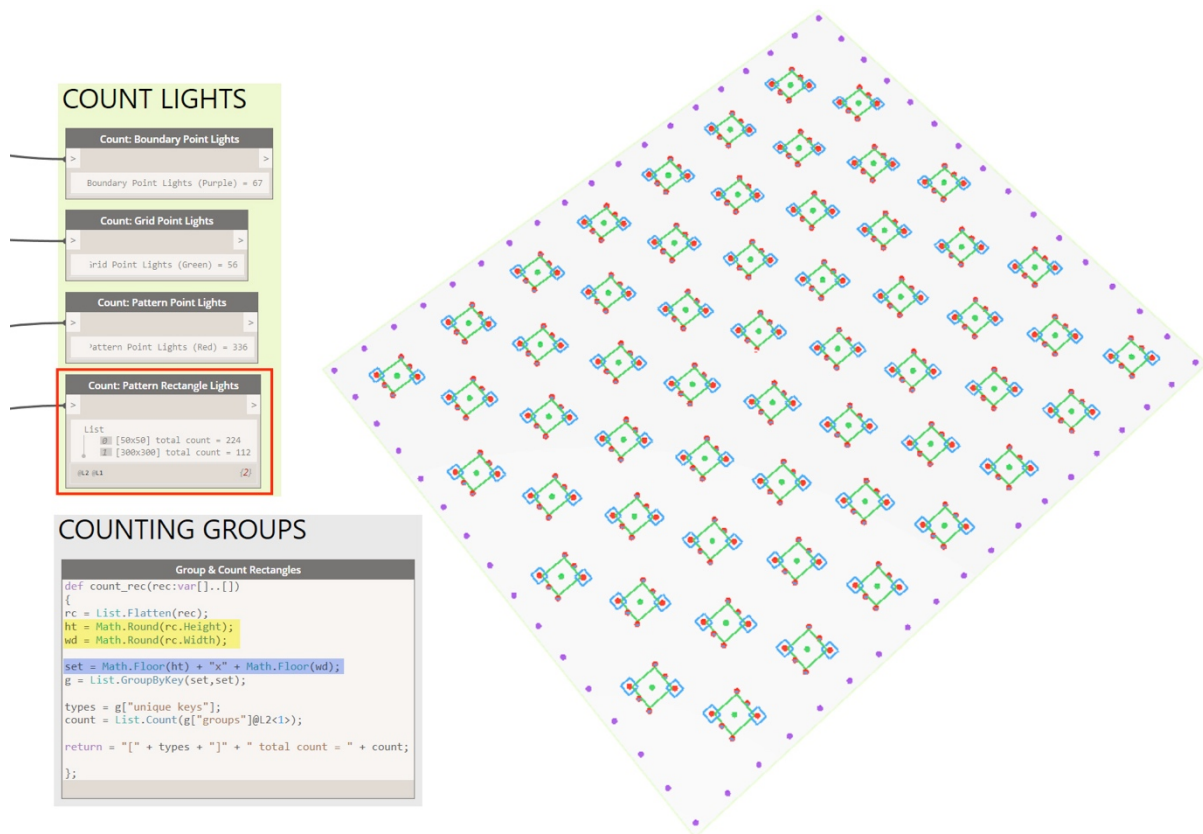 COUNT LIGHTS
Count: Boundary Point Lights
> >
Boundary Point Lights (Purple) = 67
Count: Grid Point Lights
> >
Grid Point Lights (Green) = 56
Count: Pattern Point Lights
> >
Pattern Point Lights (Red) = 336
Count: Pattern Rectangle Lights
> >
List
0 [50x50] total count = 224
1 [300x300] total count = 112
@L2 @L1 {2}
COUNTING GROUPS
Group & Count Rectangles
def count_rec(rec:var[]..[])
{
rc = List.Flatten(rec);
ht = Math.Round(rc.Height);
wd = Math.Round(rc.Width);
set = Math.Floor(ht) + "x" + Math.Floor(wd);
g = List.GroupByKey(set,set);
types = g["unique keys"];
count = List.Count(g["groups"]@L2<1>);
return = "[" + types + "]" + " total count = " + count;
};